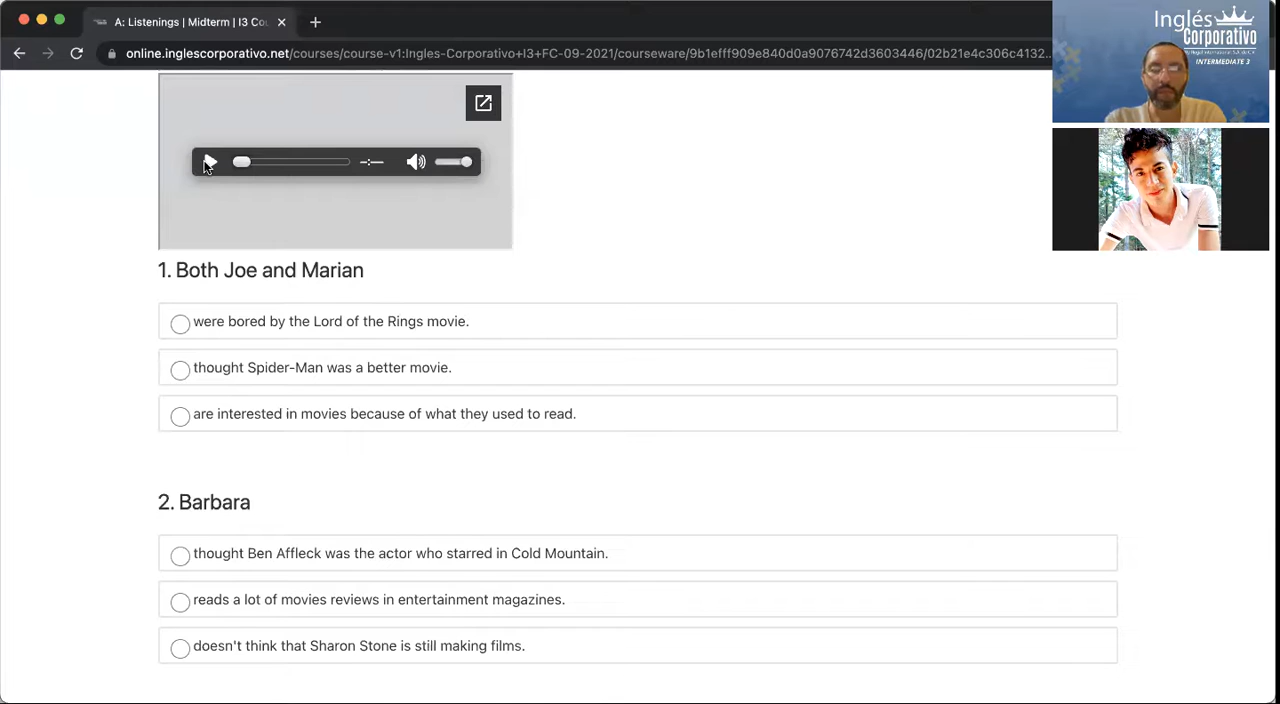 A: Listenings | Midterm | I3 Cou
online.inglescorporativo.net/courses/course-v1:Ingles-Corporativo+I3+FC-09-2021/courseware/9b1efff909e840d0a9076742d3603446/02b21e4c306c4132...
Inglés
Corporativo
INTERMEDIATE 3
1. Both Joe and Marian
were bored by the Lord of the Rings movie.
thought Spider-Man was a better movie.
are interested in movies because of what they used to read.
2. Barbara
thought Ben Affleck was the actor who starred in Cold Mountain.
reads a lot of movies reviews in entertainment magazines.
doesn't think that Sharon Stone is still making films.